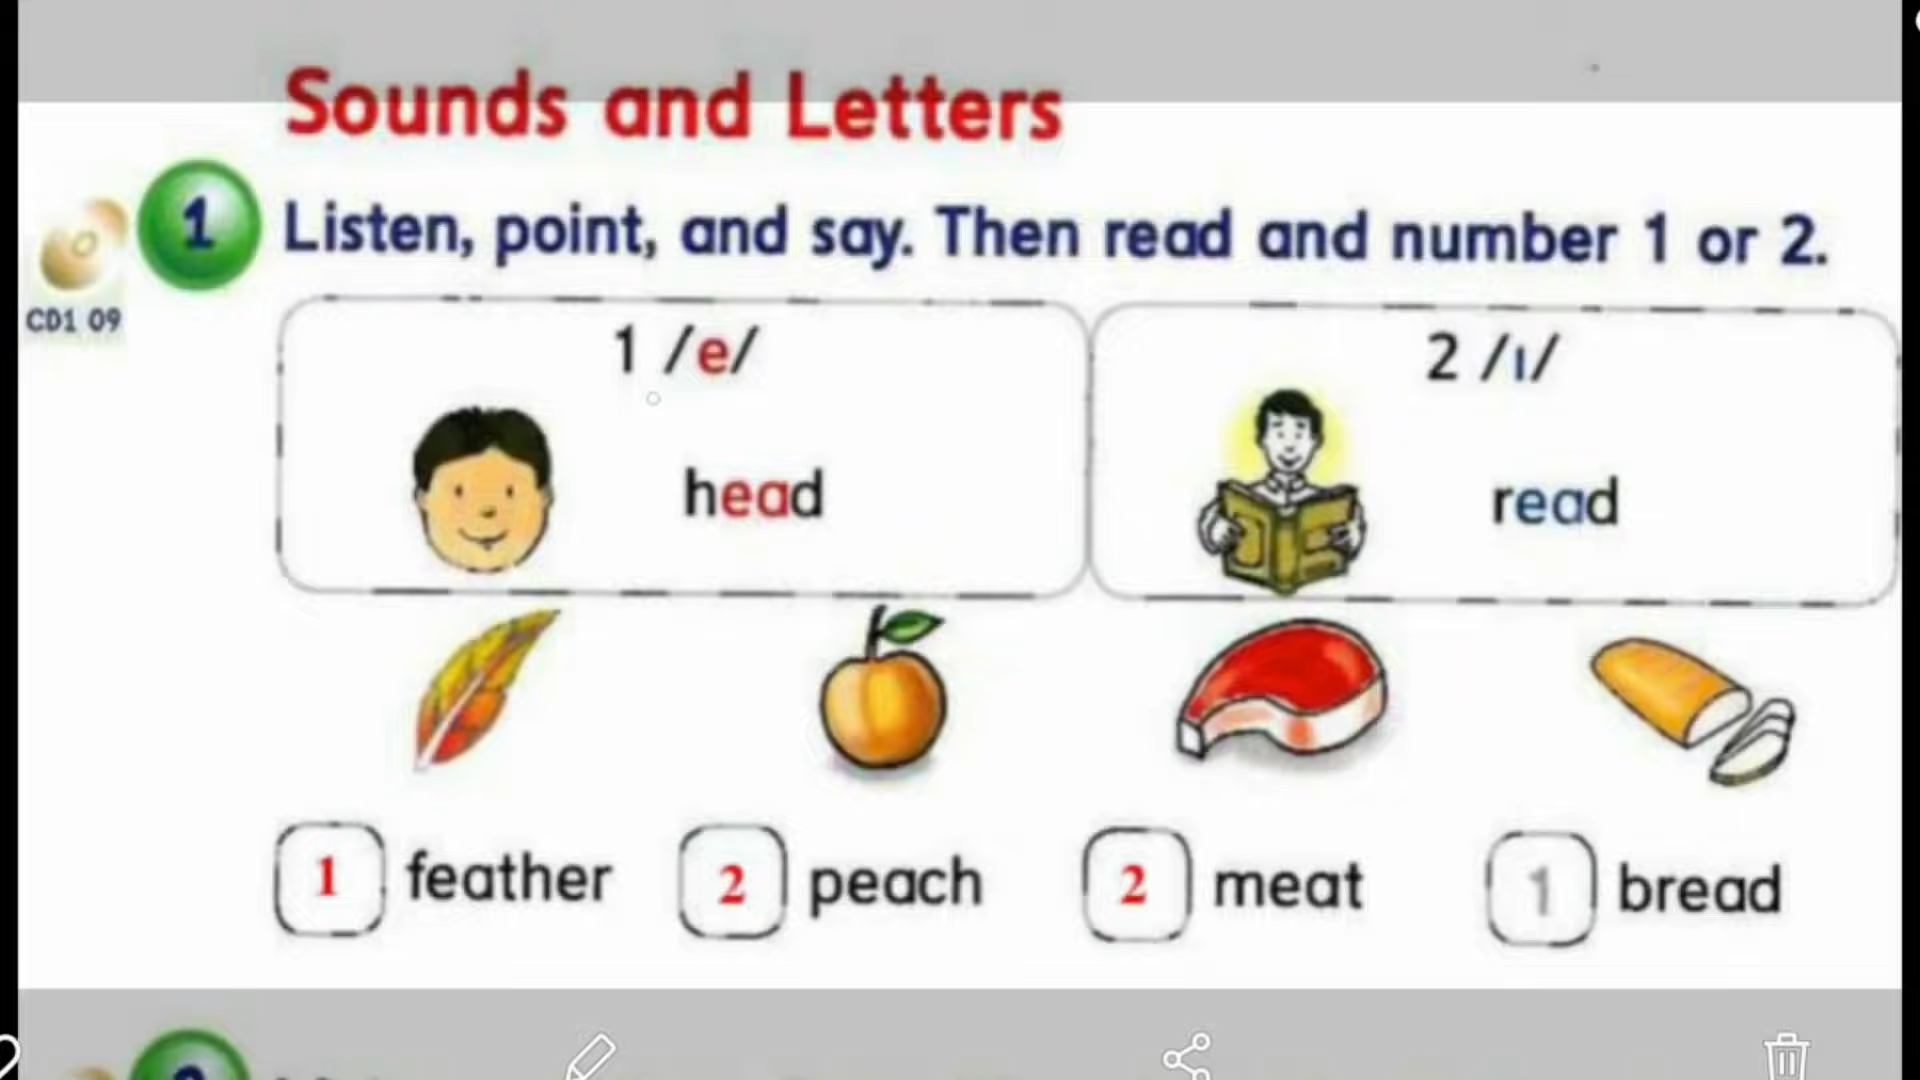 Sounds and Letters
1 Listen, point, and say. Then read and number 1 or 2.
CD1 09
1 /e/
head
2 /ı/
read
1 feather 2 peach 2 meat 1 bread